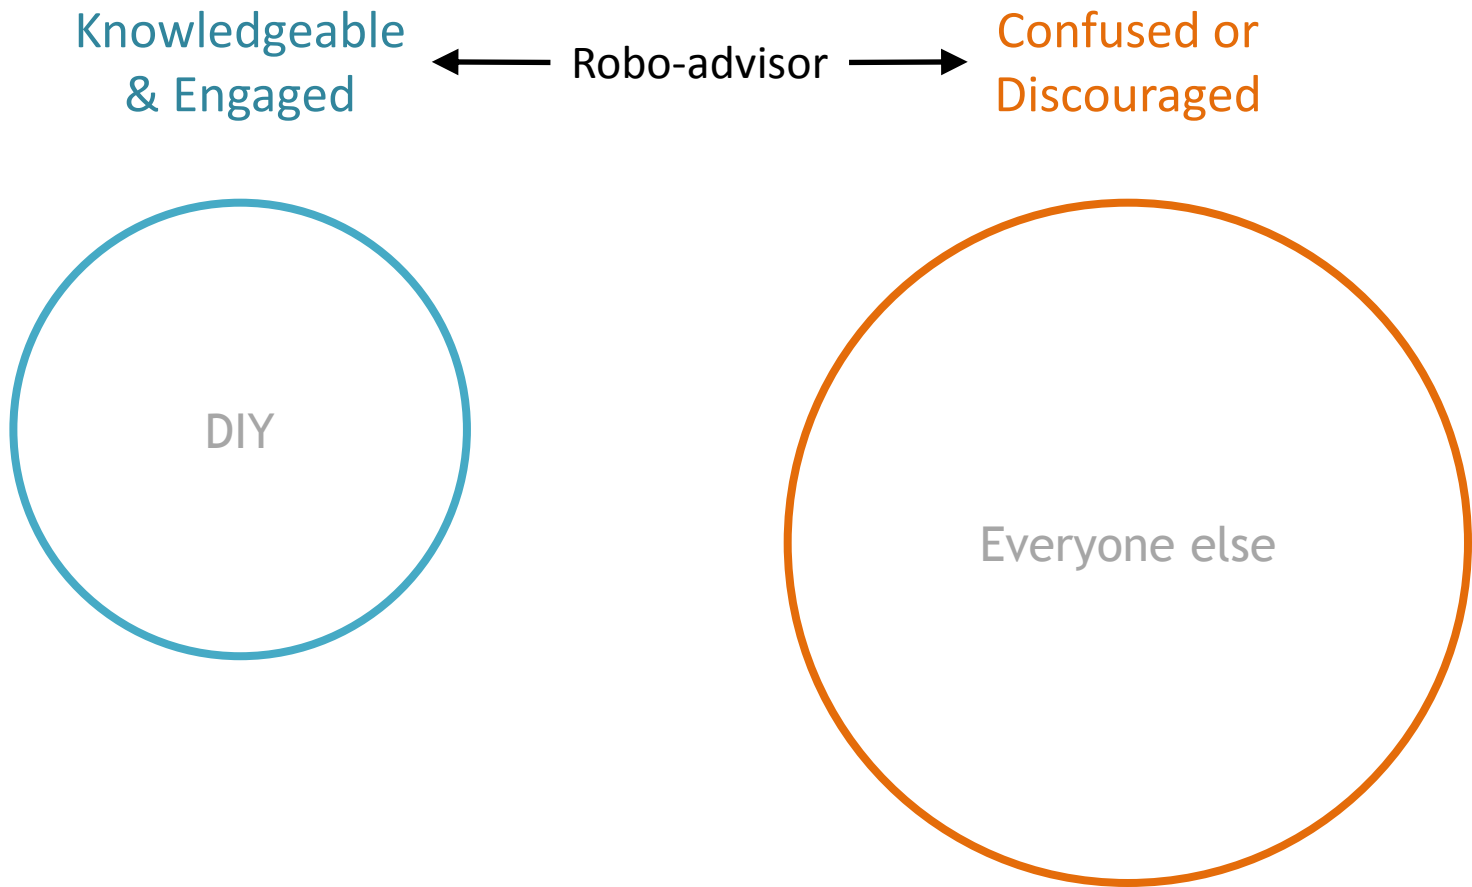 Knowledgeable
& Engaged
Robo-advisor
Confused or
Discouraged
DIY
Everyone else